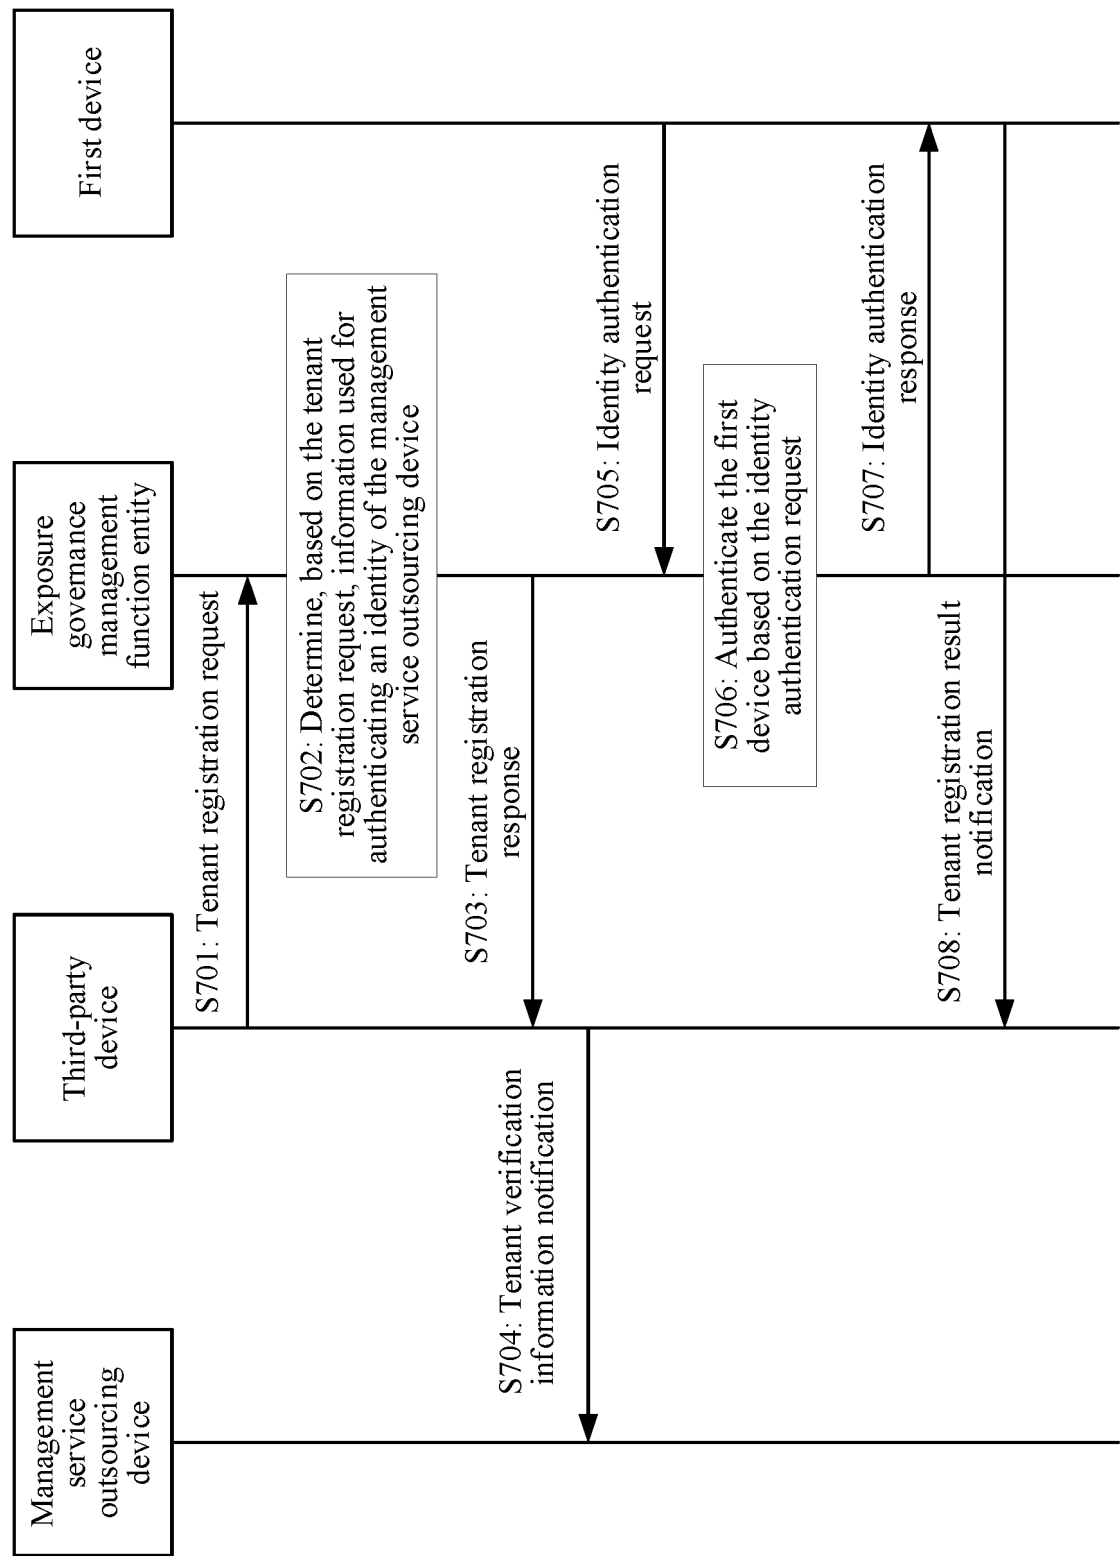 Management
service
outsourcing
device
Third-party
device
Exposure
governance
management
function entity
First device
S701: Tenant registration request
S702: Determine, based on the tenant
registration request, information used for
authenticating an identity of the management
service outsourcing device
S703: Tenant registration
response
S704: Tenant verification
information notification
S705: Identity authentication
request
S706: Authenticate the first
device based on the identity
authentication request
S707: Identity authentication
response
S708: Tenant registration result
notification